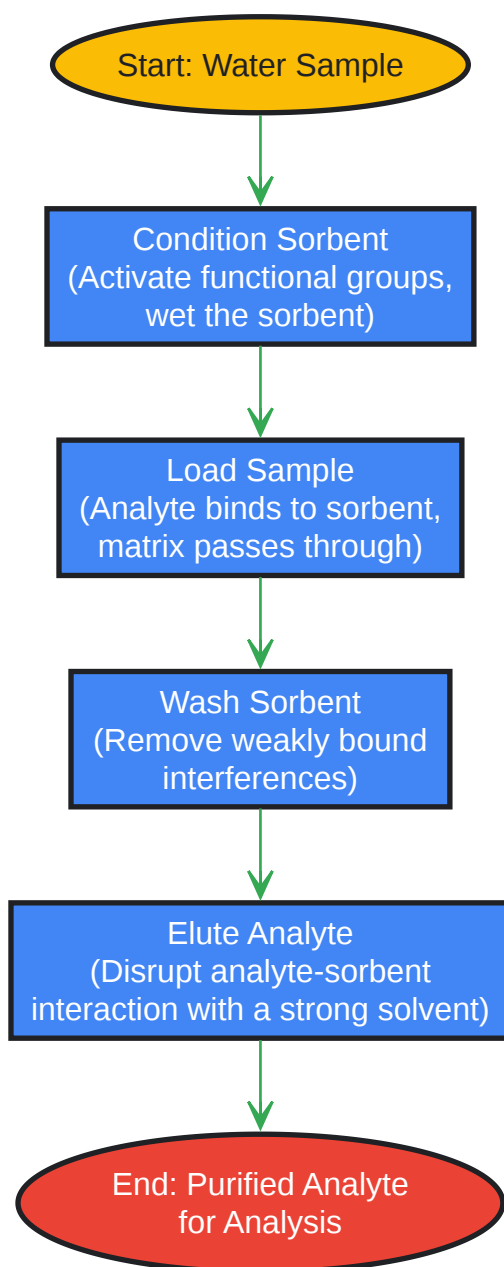 Start: Water Sample
Condition Sorbent
(Activate functional groups,
wet the sorbent)
Load Sample
(Analyte binds to sorbent,
matrix passes through)
Wash Sorbent
(Remove weakly bound
interferences)
Elute Analyte
(Disrupt analyte-sorbent
interaction with a strong solvent)
End: Purified Analyte
for Analysis